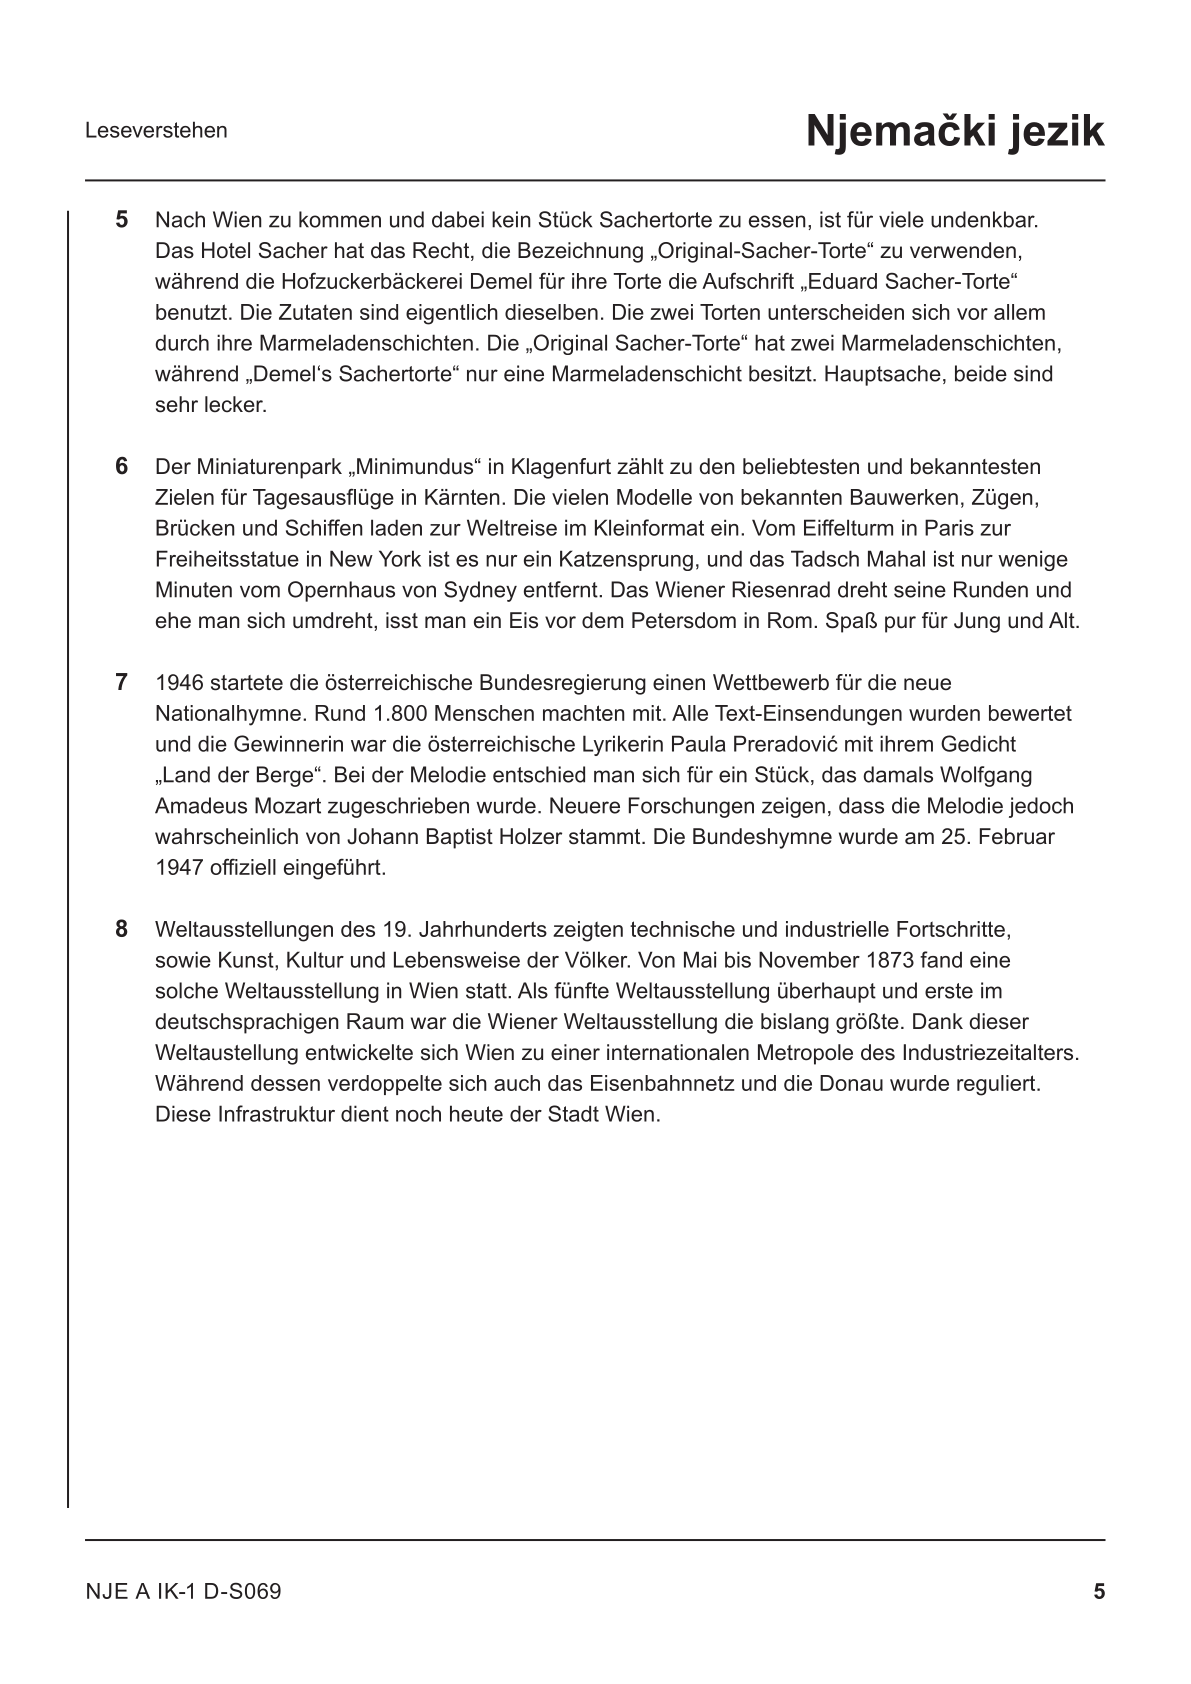 Leseverstehen
Njemački jezik
5 Nach Wien zu kommen und dabei kein Stück Sachertorte zu essen, ist für viele undenkbar.
Das Hotel Sacher hat das Recht, die Bezeichnung „Original-Sacher-Torte“ zu verwenden,
während die Hofzuckerbäckerei Demel für ihre Torte die Aufschrift „Eduard Sacher-Torte“
benutzt. Die Zutaten sind eigentlich dieselben. Die zwei Torten unterscheiden sich vor allem
durch ihre Marmeladenschichten. Die „Original Sacher-Torte“ hat zwei Marmeladenschichten,
während „Demel‘s Sachertorte“ nur eine Marmeladenschicht besitzt. Hauptsache, beide sind
sehr lecker.
6 Der Miniaturenpark „Minimundus“ in Klagenfurt zählt zu den beliebtesten und bekanntesten
Zielen für Tagesausflüge in Kärnten. Die vielen Modelle von bekannten Bauwerken, Zügen,
Brücken und Schiffen laden zur Weltreise im Kleinformat ein. Vom Eiffelturm in Paris zur
Freiheitsstatue in New York ist es nur ein Katzensprung, und das Tadsch Mahal ist nur wenige
Minuten vom Opernhaus von Sydney entfernt. Das Wiener Riesenrad dreht seine Runden und
ehe man sich umdreht, isst man ein Eis vor dem Petersdom in Rom. Spaß pur für Jung und Alt.
7 1946 startete die österreichische Bundesregierung einen Wettbewerb für die neue
Nationalhymne. Rund 1.800 Menschen machten mit. Alle Text-Einsendungen wurden bewertet
und die Gewinnerin war die österreichische Lyrikerin Paula Preradović mit ihrem Gedicht
„Land der Berge“. Bei der Melodie entschied man sich für ein Stück, das damals Wolfgang
Amadeus Mozart zugeschrieben wurde. Neuere Forschungen zeigen, dass die Melodie jedoch
wahrscheinlich von Johann Baptist Holzer stammt. Die Bundeshymne wurde am 25. Februar
1947 offiziell eingeführt.
8 Weltausstellungen des 19. Jahrhunderts zeigten technische und industrielle Fortschritte,
sowie Kunst, Kultur und Lebensweise der Völker. Von Mai bis November 1873 fand eine
solche Weltausstellung in Wien statt. Als fünfte Weltausstellung überhaupt und erste im
deutschsprachigen Raum war die Wiener Weltausstellung die bislang größte. Dank dieser
Weltaustellung entwickelte sich Wien zu einer internationalen Metropole des Industriezeitalters.
Während dessen verdoppelte sich auch das Eisenbahnnetz und die Donau wurde reguliert.
Diese Infrastruktur dient noch heute der Stadt Wien.
NJE A IK-1 D-S069
5